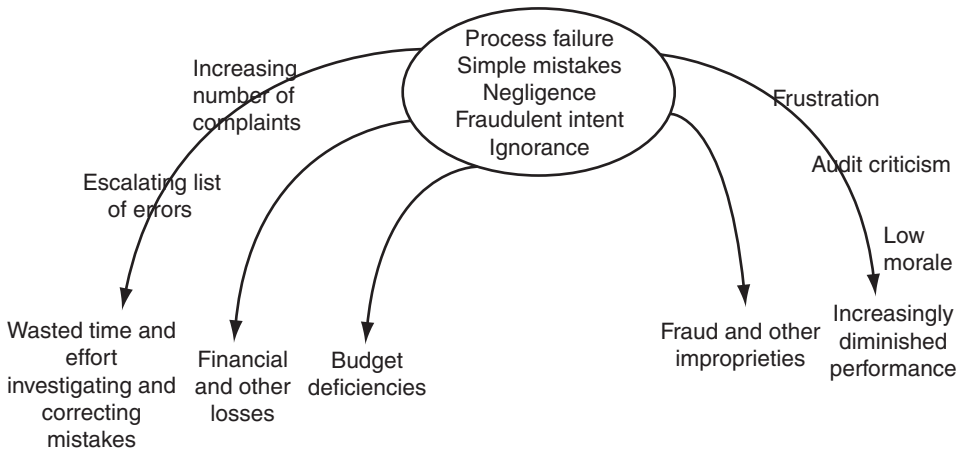 Process failure
Simple mistakes
Negligence
Fraudulent intent
Ignorance
Increasing
number of
complaints
Escalating list
of errors
Frustration
Audit criticism
Low
morale
Wasted time and
effort
investigating and
correcting
mistakes
Financial
and other
losses
Budget
deficiencies
Fraud and other
improprieties
Increasingly
diminished
performance